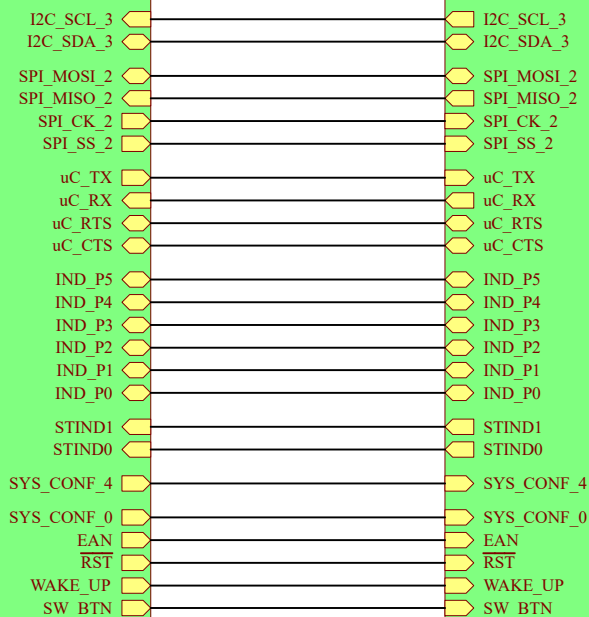 I2C_SCL_3 I2C_SCL_3
I2C_SDA_3 I2C_SDA_3
SPI_MOSI_2 SPI_MOSI_2
SPI_MISO_2 SPI_MISO_2
SPI_CK_2 SPI_CK_2
SPI_SS_2 SPI_SS_2
uC_TX uC_TX
uC_RX uC_RX
uC_RTS uC_RTS
uC_CTS uC_CTS
IND_P5 IND_P5
IND_P4 IND_P4
IND_P3 IND_P3
IND_P2 IND_P2
IND_P1 IND_P1
IND_P0 IND_P0
STIND1 STIND1
STIND0 STIND0
SYS_CONF_4 SYS_CONF_4
SYS_CONF_0 SYS_CONF_0
EAN EAN
RST RST
WAKE_UP WAKE_UP
SW_BTN SW_BTN